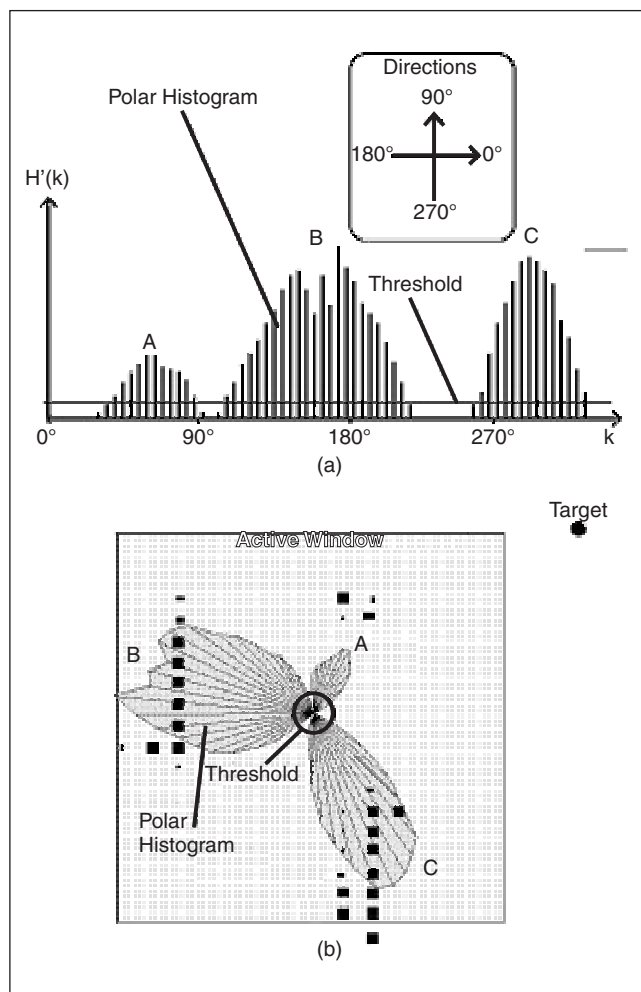 Directions
90°
180°
0°
270°
Polar Histogram
H'(k)
B
C
Threshold
A
0°
90°
180°
270°
k
(a)
Target
Active Window
A
B
Threshold
Polar
Histogram
C
(b)